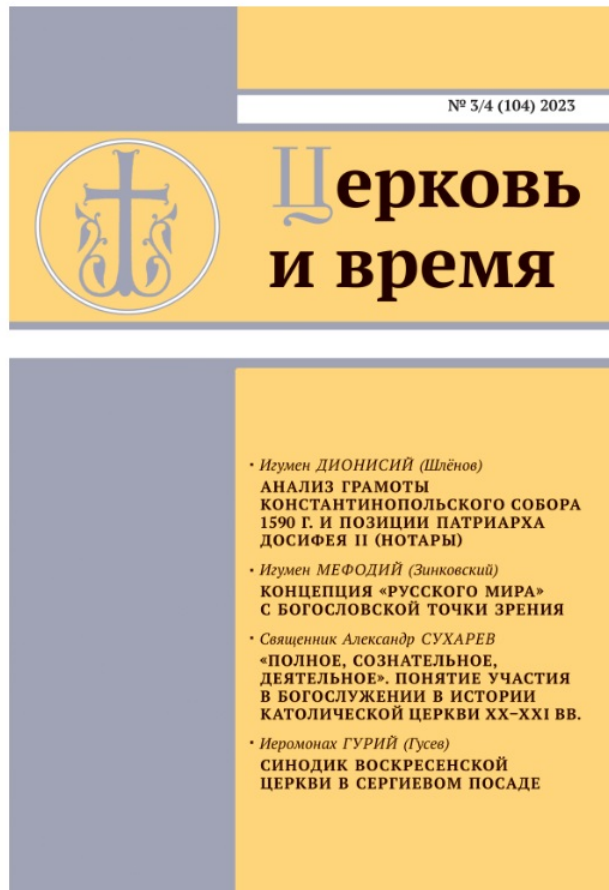 № 3/4 (104) 2023
Церковь
и время
• Игумен ДИОНИСИЙ (Шлёнов)
АНАЛИЗ ГРАМОТЫ
КОНСТАНТИНОПОЛЬСКОГО СОБОРА
1590 Г. И ПОЗИЦИИ ПАТРИАРХА
ДОСИФЕЯ II (НОТАРЫ)
• Игумен МЕФОДИЙ (Зинковский)
КОНЦЕПЦИЯ «РУССКОГО МИРА»
С БОГОСЛОВСКОЙ ТОЧКИ ЗРЕНИЯ
• Священник Александр СУХАРЕВ
«ПОЛНОЕ, СОЗНАТЕЛЬНОЕ,
ДЕЯТЕЛЬНОЕ». ПОНЯТИЕ УЧАСТИЯ
В БОГОСЛУЖЕНИИ В ИСТОРИИ
КАТОЛИЧЕСКОЙ ЦЕРКВИ XX–XXI ВВ.
• Иеромонах ГУРИЙ (Гусев)
СИНОДИК ВОСКРЕСЕНСКОЙ
ЦЕРКВИ В СЕРГИЕВОМ ПОСАДЕ